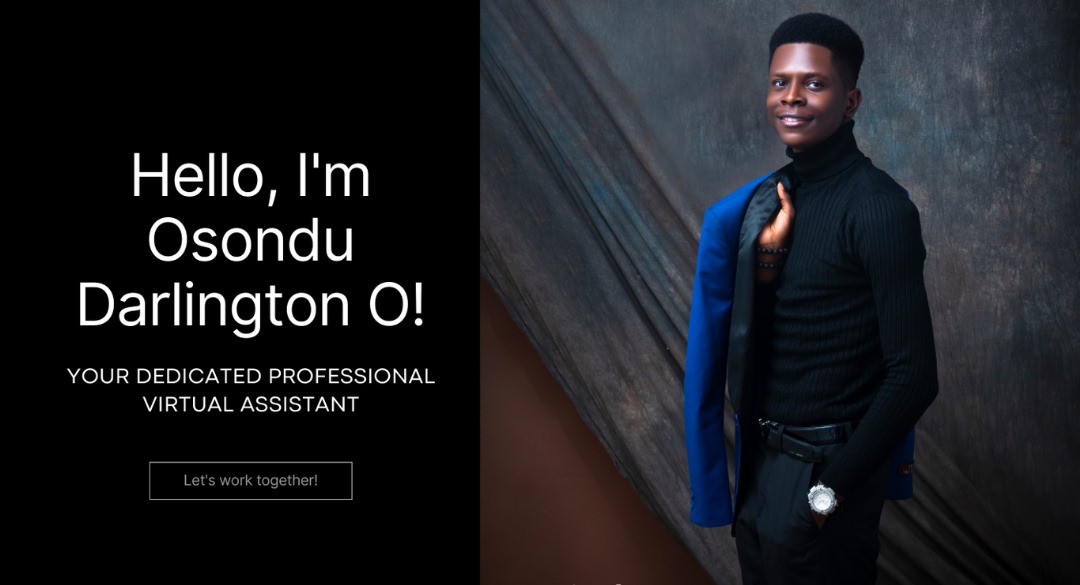 Hello, I'm
Osondu
Darlington O!
YOUR DEDICATED PROFESSIONAL
VIRTUAL ASSISTANT
Let's work together!